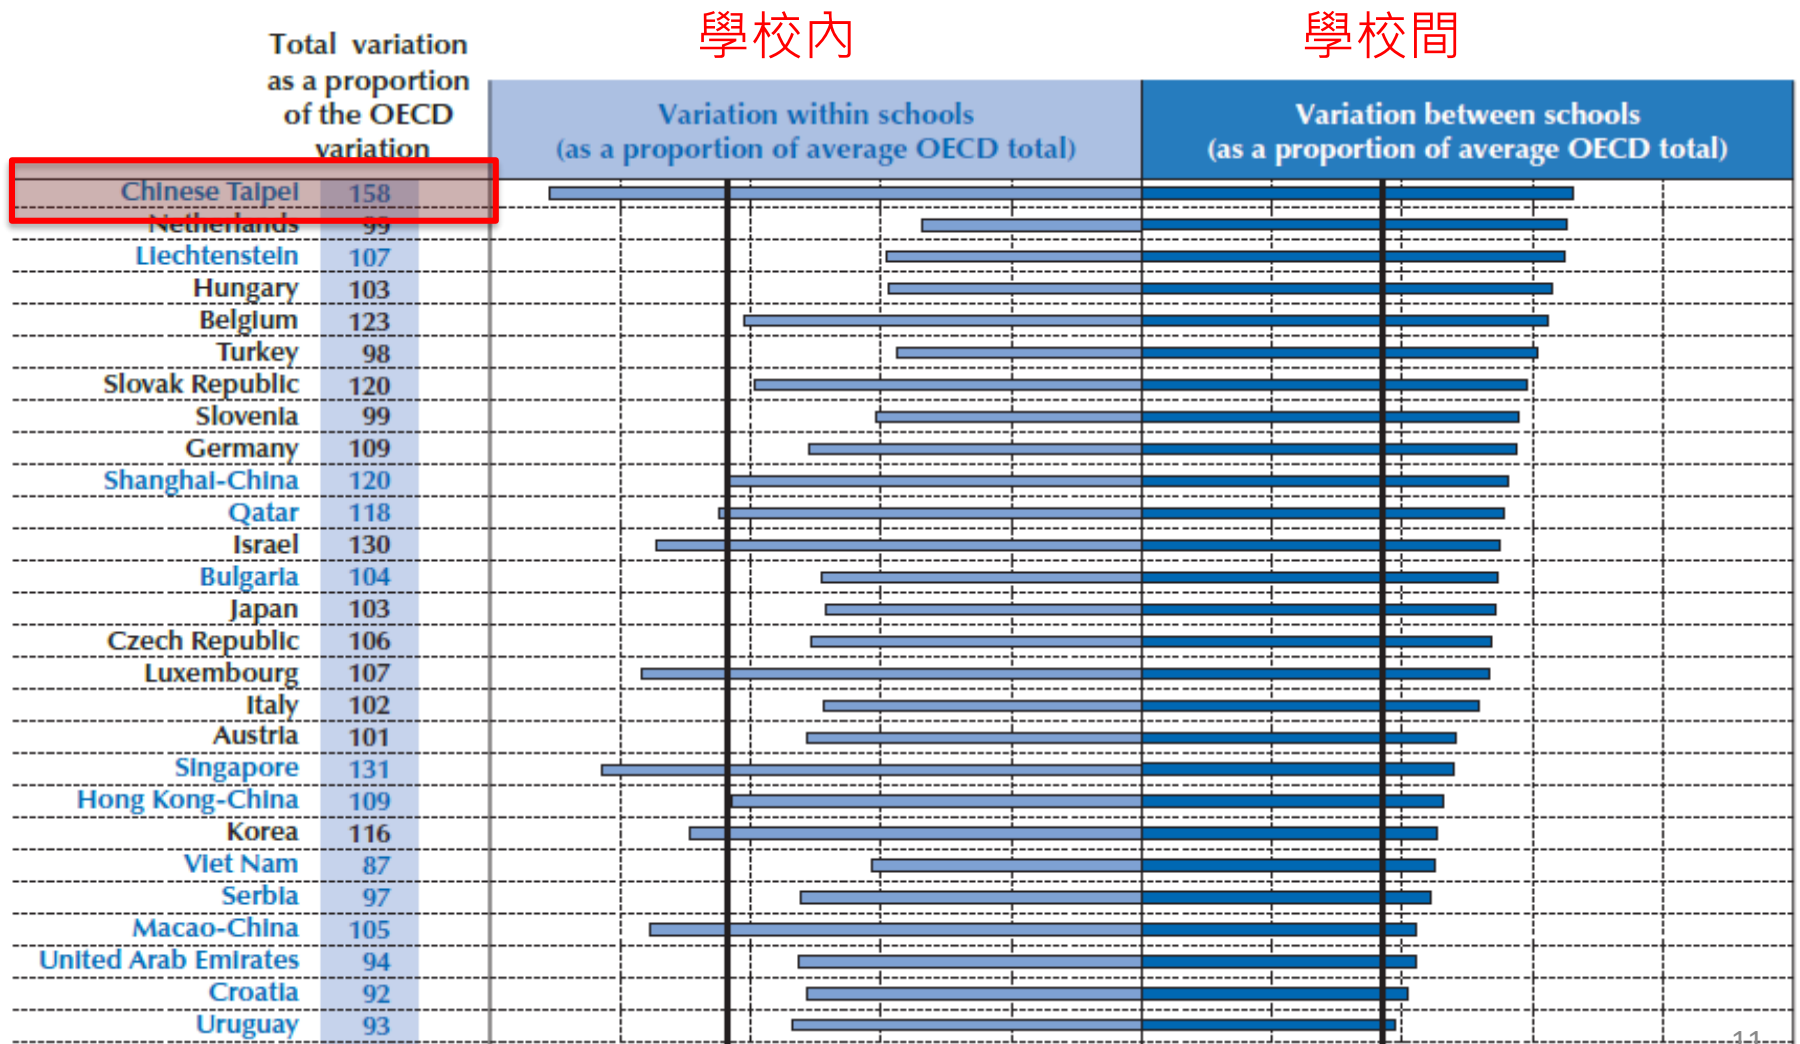 學校內
學校間
Total variation
as a proportion
of the OECD
variation
Variation within schools
(as a proportion of average OECD total)
Variation between schools
(as a proportion of average OECD total)
Chinese Taipei 158
Netherlands 99
Liechtenstein 107
Hungary 103
Belgium 123
Turkey 98
Slovak Republic 120
Slovenia 99
Germany 109
Shanghai-China 120
Qatar 118
Israel 130
Bulgaria 104
Japan 103
Czech Republic 106
Luxembourg 107
Italy 102
Austria 101
Singapore 131
Hong Kong-China 109
Korea 116
Viet Nam 87
Serbia 97
Macao-China 105
United Arab Emirates 94
Croatia 92
Uruguay 93
11